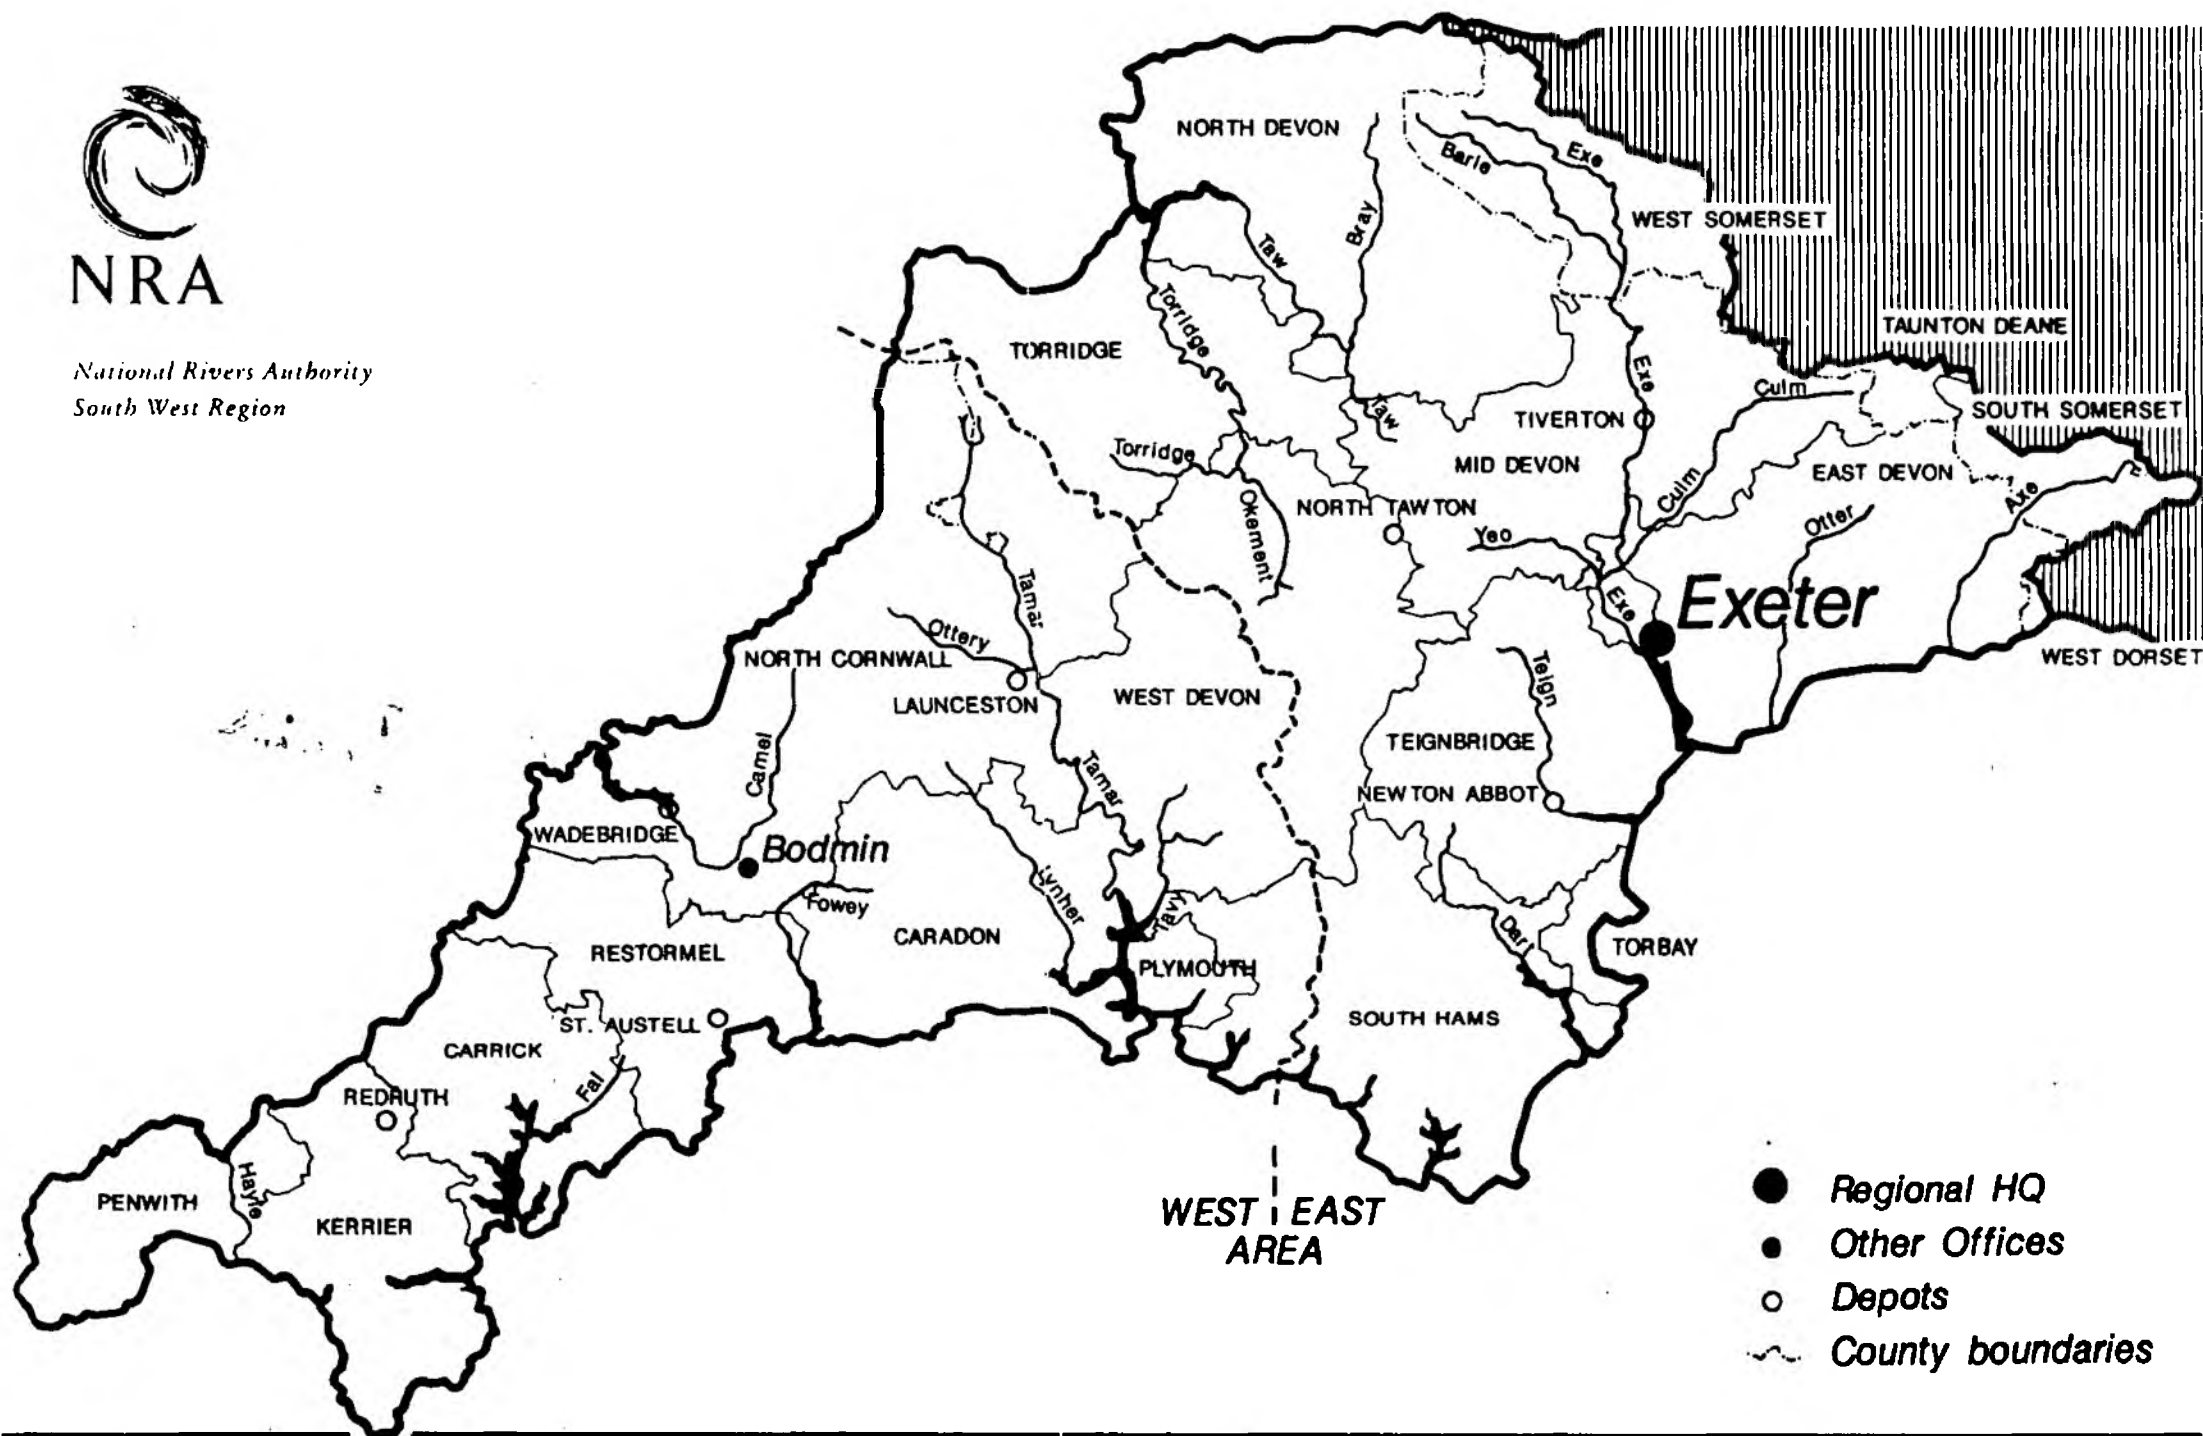 NRA
National Rivers Authority
South West Region
NORTH DEVON
Barle
Exe
Bray
Taw
WEST SOMERSET
Torridge
TORRIDGE
TAUNTON DEANE
Exe
Culm
Taw
TIVERTON
SOUTH SOMERSET
Torridge
MID DEVON
EAST DEVON
Culm
Axe
Okement
NORTH TAWTON
Otter
Yeo
Tamar
Exe
Exeter
Ottery
NORTH CORNWALL
WEST DORSET
Teign
LAUNCESTON
WEST DEVON
Camel
Tamar
TEIGNBRIDGE
NEWTON ABBOT
WADEBRIDGE
Bodmin
Lynher
Fowey
Tavy
CARADON
Dart
TORBAY
RESTORMEL
PLYMOUTH
ST. AUSTELL
SOUTH HAMS
CARRICK
Fal
REDRUTH
Hayle
PENWITH
KERRIER
WEST EAST
AREA
Regional HQ
Other Offices
Depots
County boundaries